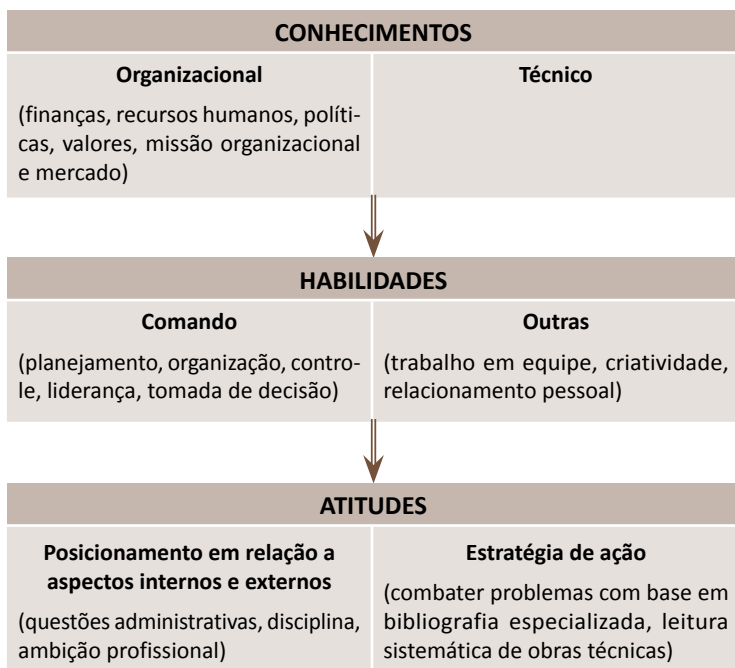 CONHECIMENTOS
Organizacional
(finanças, recursos humanos, políti-
cas, valores, missão organizacional
e mercado)
Técnico
HABILIDADES
Comando
(planejamento, organização, contro-
le, liderança, tomada de decisão)
Outras
(trabalho em equipe, criatividade,
relacionamento pessoal)
ATITUDES
Posicionamento em relação a
aspectos internos e externos
(questões administrativas, disciplina,
ambição profissional)
Estratégia de ação
(combater problemas com base em
bibliografia especializada, leitura
sistemática de obras técnicas)